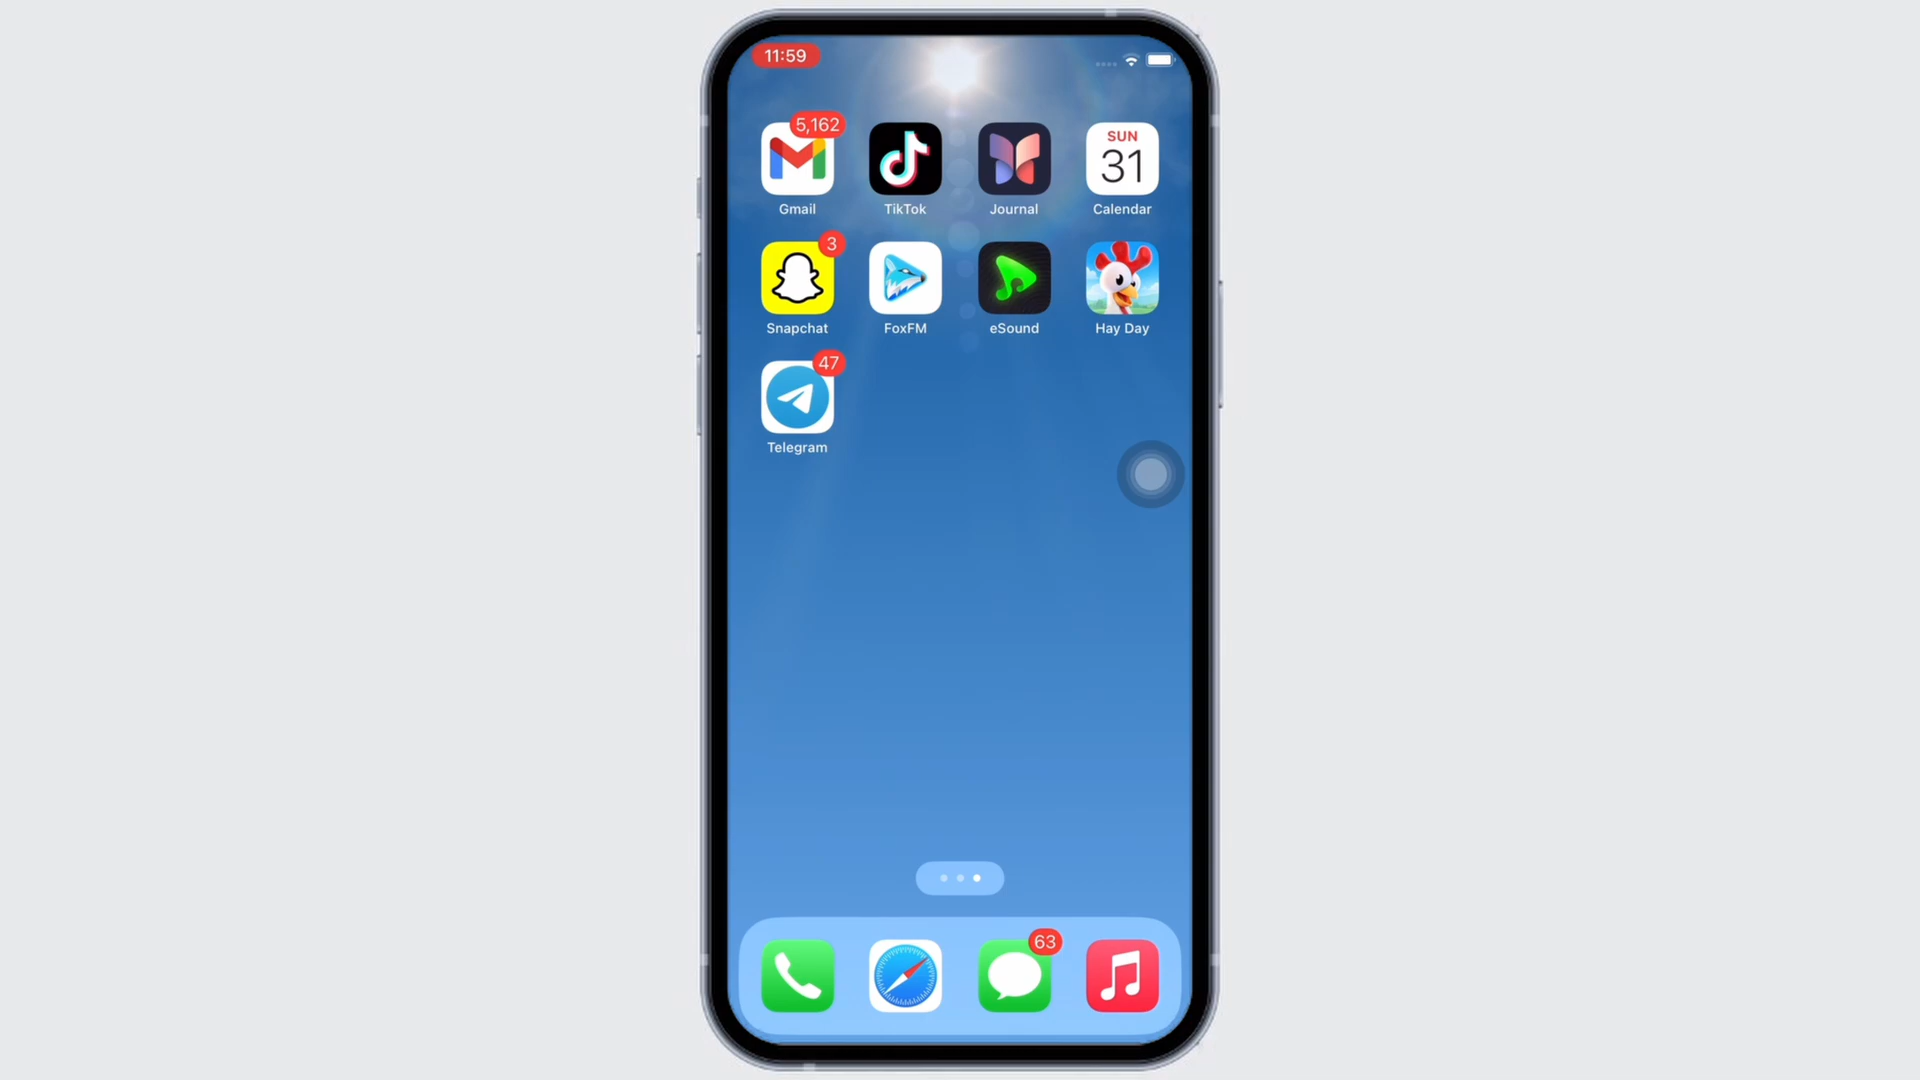 11:59
5,162
SUN
31
Gmail
TikTok
Journal
Calendar
3
Snapchat
FoxFM
eSound
Hay Day
47
Telegram
63